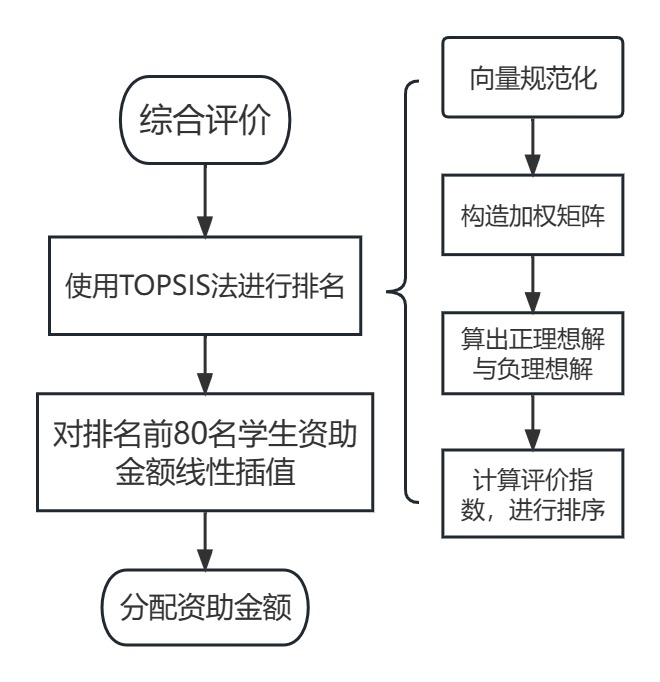 综合评价
使用TOPSIS法进行排名
对排名前80名学生资助
金额线性插值
分配资助金额
向量规范化
构造加权矩阵
算出正理想解
与负理想解
计算评价指
数，进行排序